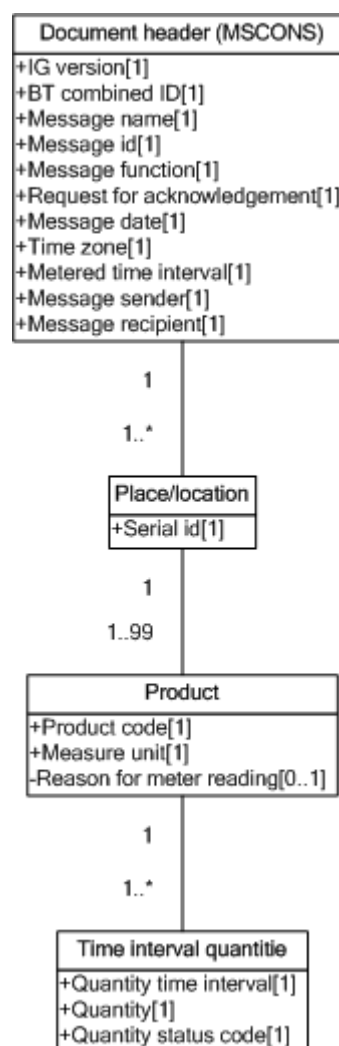 Document header (MSCONS)
+IG version[1]
+BT combined ID[1]
+Message name[1]
+Message id[1]
+Message function[1]
+Request for acknowledgement[1]
+Message date[1]
+Time zone[1]
+Metered time interval[1]
+Message sender[1]
+Message recipient[1]
1
1..*
Place/location
+Serial id[1]
1
1..99
Product
+Product code[1]
+Measure unit[1]
-Reason for meter reading[0..1]
1
1..*
Time interval quantitie
+Quantity time interval[1]
+Quantity[1]
+Quantity status code[1]